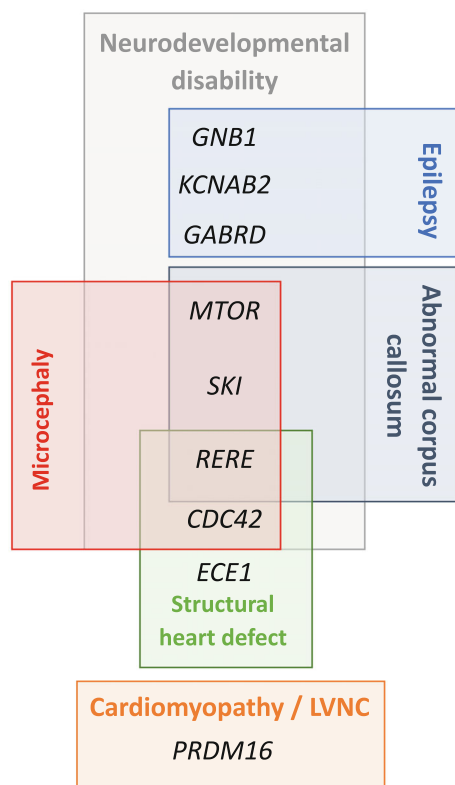 Neurodevelopmental
disability
GNB1
KCNAB2
GABRD
Epilepsy
MTOR
SKI
RERE
CDC42
ECE1
Abnormal corpus
callosum
Microcephaly
Structural
heart defect
Cardiomyopathy / LVNC
PRDM16